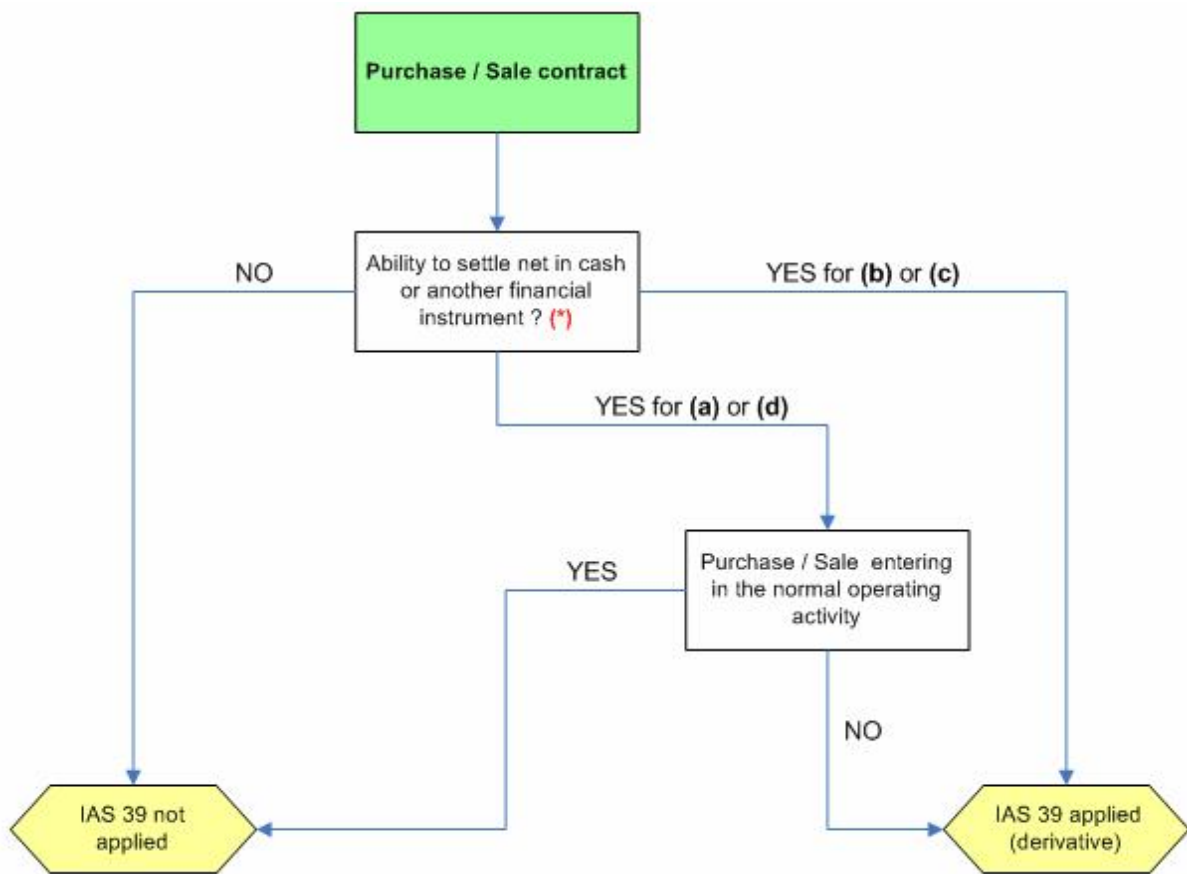 Purchase / Sale contract
Ability to settle net in cash
or another financial
instrument ? (*)
NO
YES for (b) or (c)
YES for (a) or (d)
Purchase / Sale entering
in the normal operating
activity
YES
NO
IAS 39 not
applied
IAS 39 applied
(derivative)